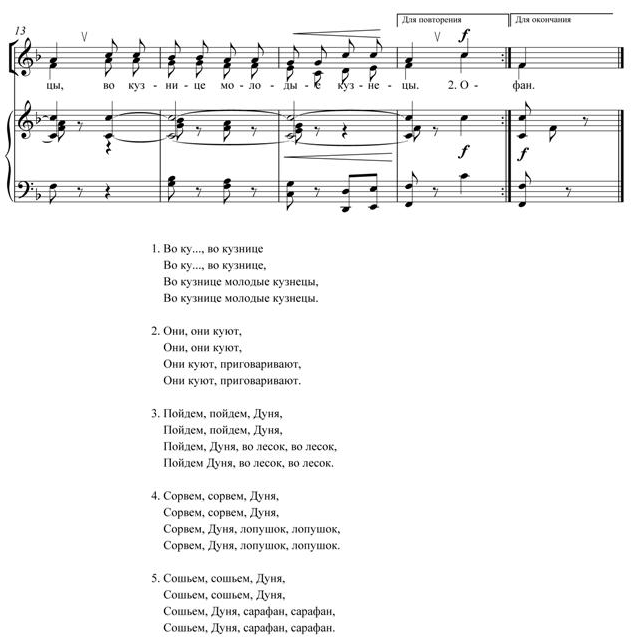 Для повторения Для окончания
13
f
цы, во куз - ни - це мо - ло - ды - е куз - не - цы. 2. О - фан.
f f
1. Во ку..., во кузнице
Во ку..., во кузнице,
Во кузнице молодые кузнецы,
Во кузнице молодые кузнецы.
2. Они, они куют,
Они, они куют,
Они куют, приговаривают,
Они куют, приговаривают.
3. Пойдем, пойдем, Дуня,
Пойдем, пойдем, Дуня,
Пойдем, Дуня, во лесок, во лесок,
Пойдем Дуня, во лесок, во лесок.
4. Сорвем, сорвем, Дуня,
Сорвем, сорвем, Дуня,
Сорвем, Дуня, лопушок, лопушок,
Сорвем, Дуня, лопушок, лопушок.
5. Сошьем, сошьем, Дуня,
Сошьем, сошьем, Дуня,
Сошьем, Дуня, сарафан, сарафан,
Сошьем, Дуня, сарафан, сарафан.